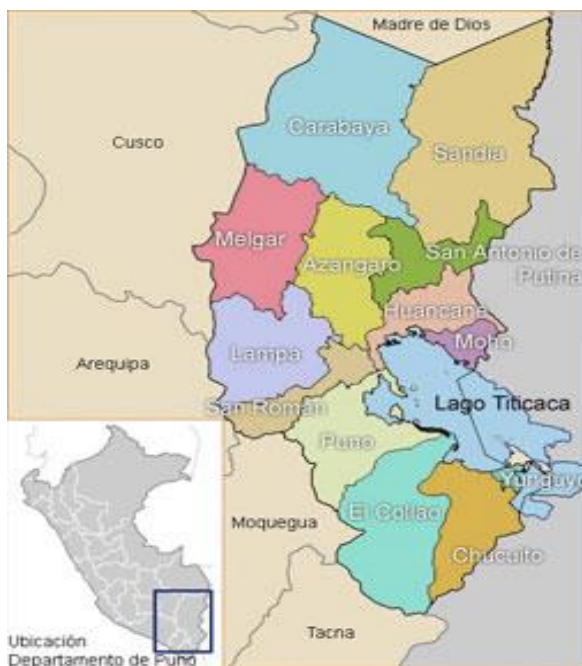 Madre de Dios
Carabaya
Cusco
Sandia
Melgar
Azangaro
San Antonio de
Putina
Huancane
Moho
Lampa
Arequipa
Lago Titicaca
San Román
Puno
Yunguyo
El Collao
Moquegua
Chucuito
Tacna
Ubicación
Departamento de Puno